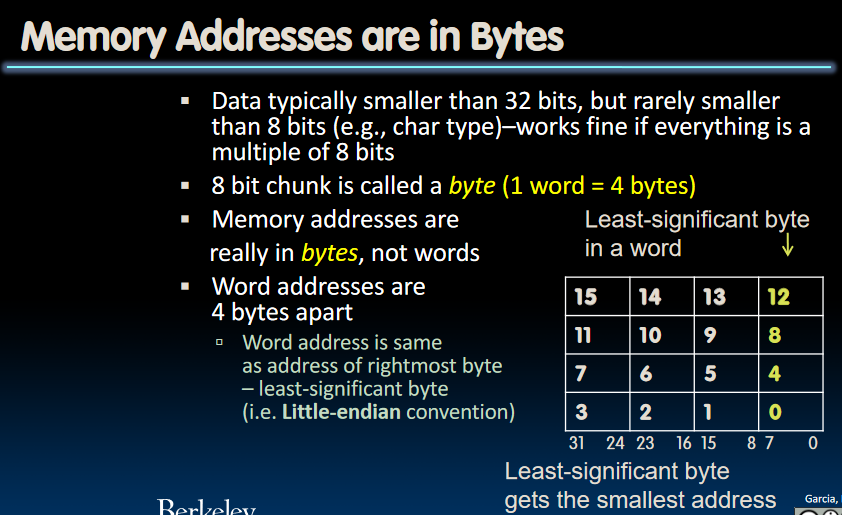 Memory Addresses are in Bytes
▪ Data typically smaller than 32 bits, but rarely smaller
than 8 bits (e.g., char type)–works fine if everything is a
multiple of 8 bits
▪ 8 bit chunk is called a byte (1 word = 4 bytes)
▪ Memory addresses are
really in bytes, not words
▪ Word addresses are
4 bytes apart
▫ Word address is same
as address of rightmost byte
– least-significant byte
(i.e. Little-endian convention)
Least-significant byte
in a word
↓
15 14 13 12
11 10 9 8
7 6 5 4
3 2 1 0
31 24 23 16 15 8 7 0
Least-significant byte
gets the smallest address
Berkeley
Garcia,